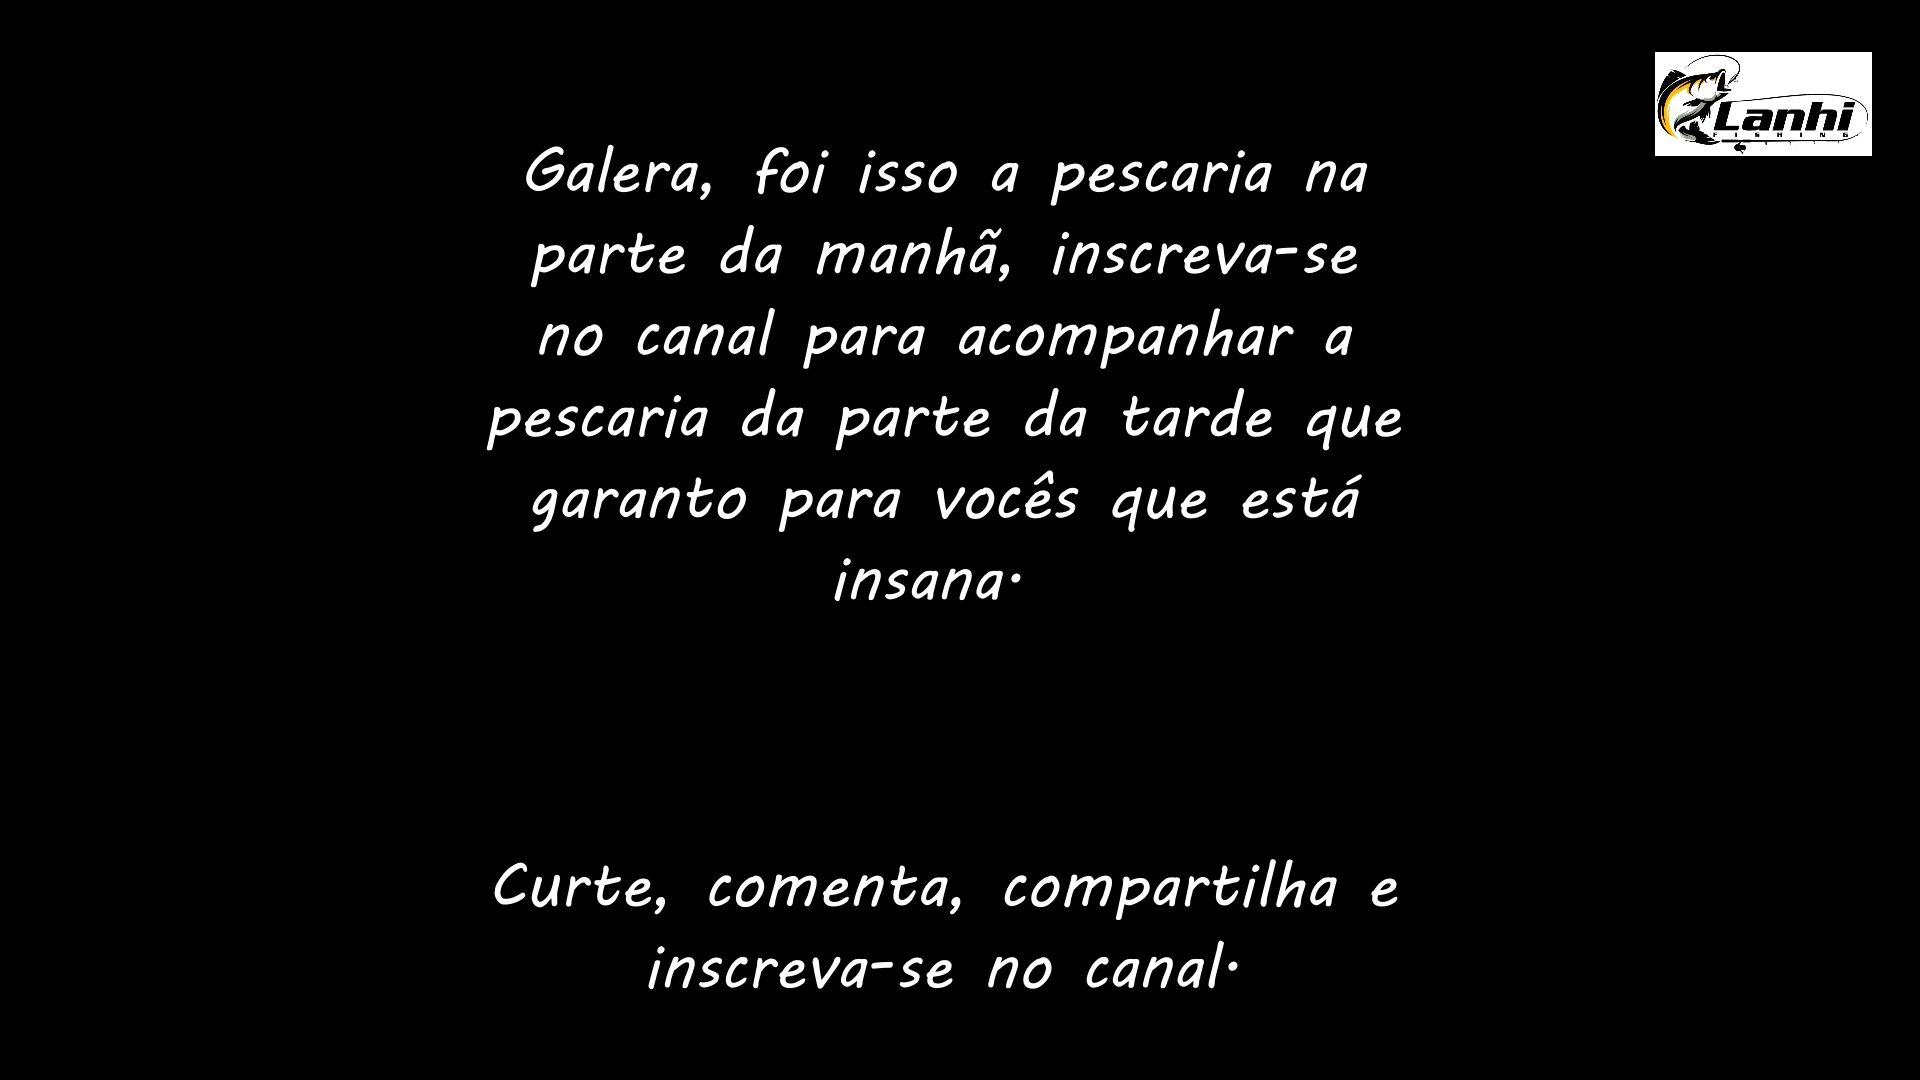 Lanhi
FISHING
Galera, foi isso a pescaria na
parte da manhã, inscreva-se
no canal para acompanhar a
pescaria da parte da tarde que
garanto para vocês que está
insana.
Curte, comenta, compartilha e
inscreva-se no canal.